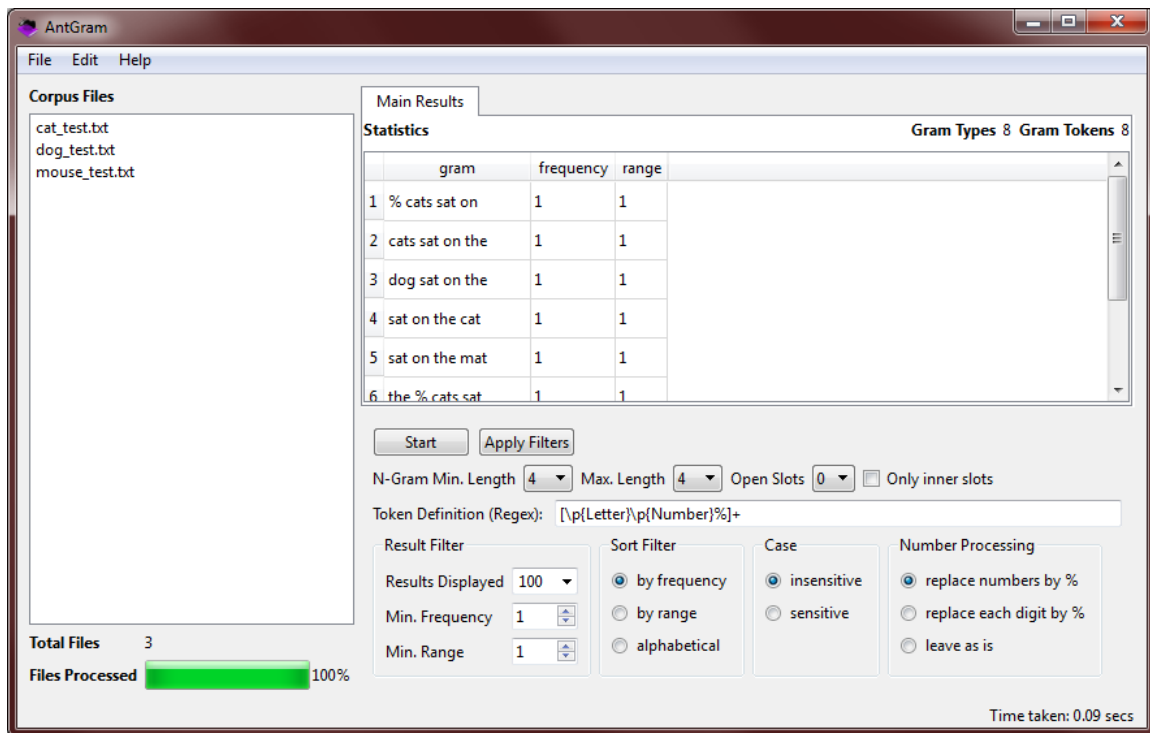 AntGram
File Edit Help
Corpus Files
cat_test.txt
dog_test.txt
mouse_test.txt
Total Files 3
Files Processed 100%
Main Results
Statistics Gram Types 8 Gram Tokens 8
gram frequency range
1 % cats sat on 1 1
2 cats sat on the 1 1
3 dog sat on the 1 1
4 sat on the cat 1 1
5 sat on the mat 1 1
6 the % cats sat 1 1
Start Apply Filters
N-Gram Min. Length 4 Max. Length 4 Open Slots 0 Only inner slots
Token Definition (Regex): [\p{Letter}\p{Number}%]+
Result Filter
Results Displayed 100
Min. Frequency 1
Min. Range 1
Sort Filter
by frequency
by range
alphabetical
Case
insensitive
sensitive
Number Processing
replace numbers by %
replace each digit by %
leave as is
Time taken: 0.09 secs